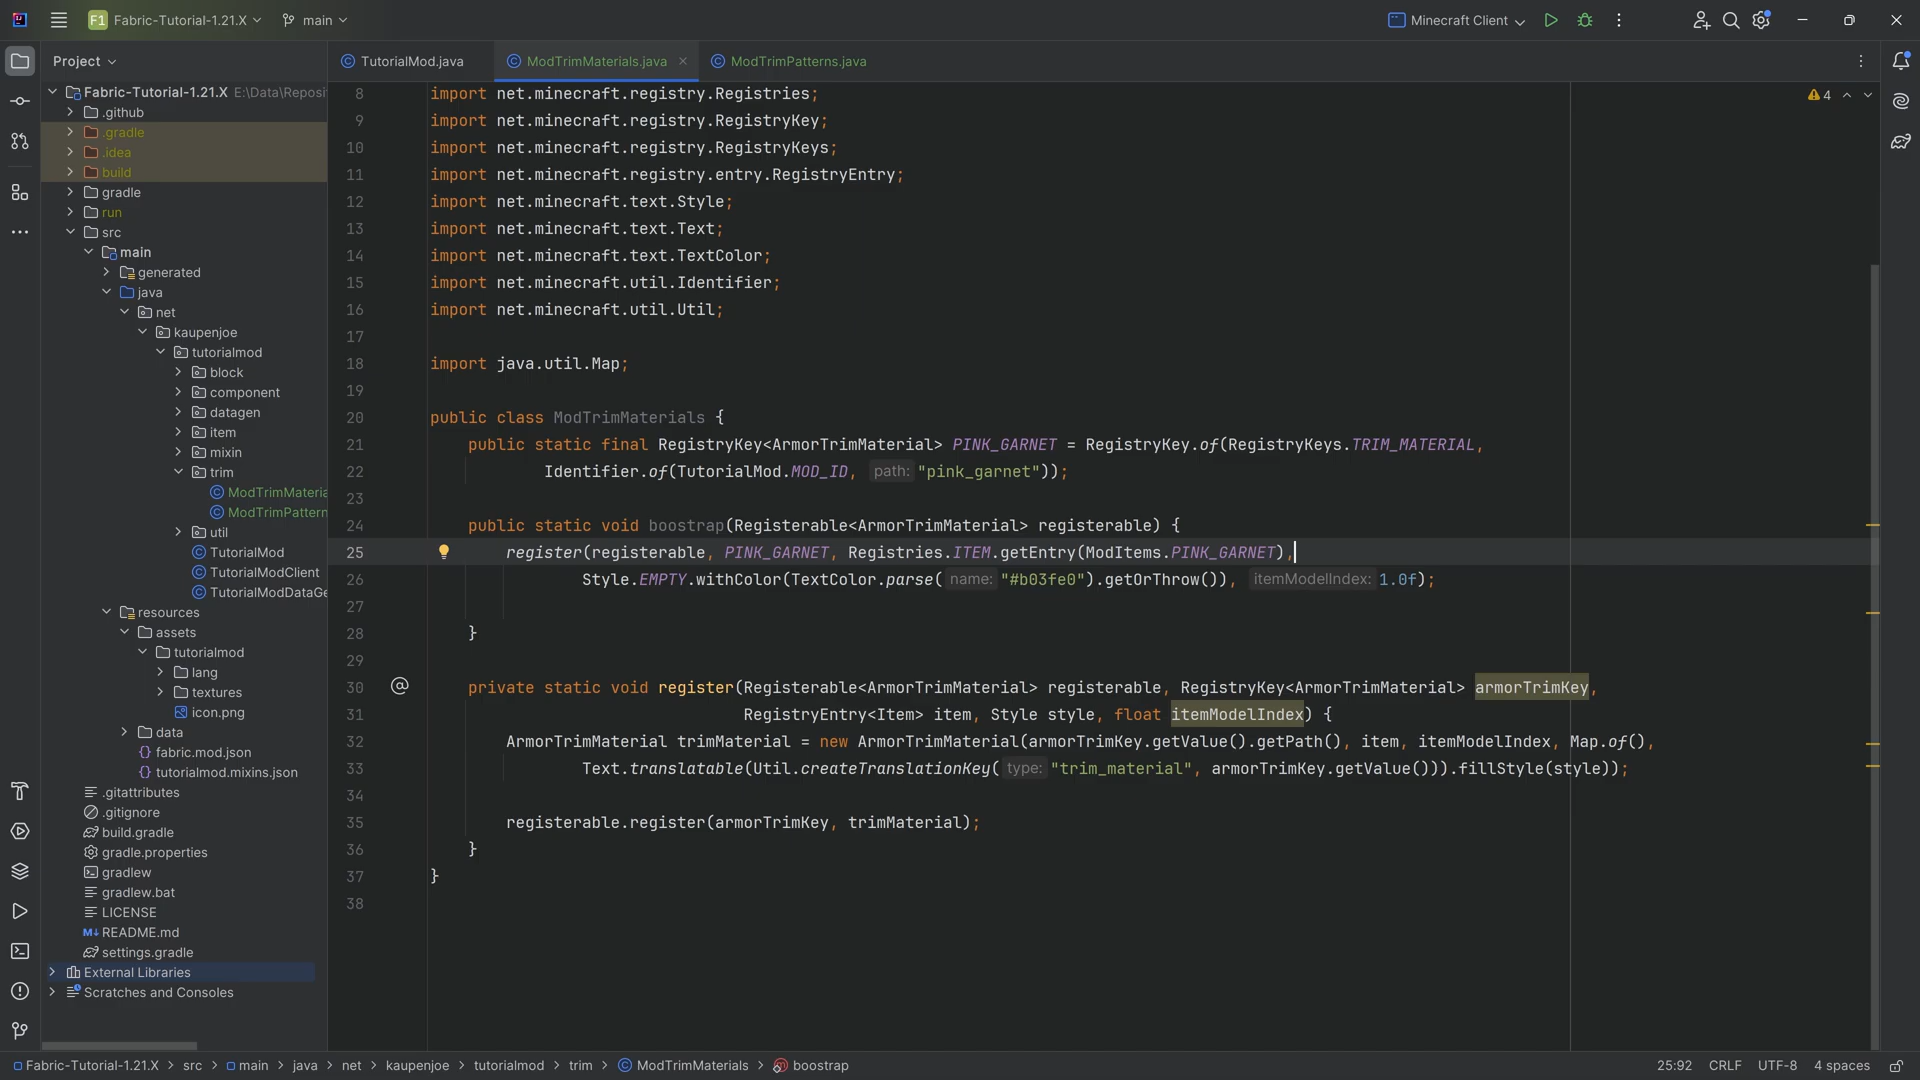 F1 Fabric-Tutorial-1.21.X main Minecraft Client
Project
TutorialMod.java ModTrimMaterials.java ModTrimPatterns.java
Fabric-Tutorial-1.21.X E:\Data\Reposi
.github
.gradle
.idea
build
gradle
run
src
main
generated
java
net
kaupenjoe
tutorialmod
block
component
datagen
item
mixin
trim
ModTrimMateria
ModTrimPattern
util
TutorialMod
TutorialModClient
TutorialModDataGe
resources
assets
tutorialmod
lang
textures
icon.png
data
fabric.mod.json
tutorialmod.mixins.json
.gitattributes
.gitignore
build.gradle
gradle.properties
gradlew
gradlew.bat
LICENSE
README.md
settings.gradle
External Libraries
Scratches and Consoles
4
8 import net.minecraft.registry.Registries;
9 import net.minecraft.registry.RegistryKey;
10 import net.minecraft.registry.RegistryKeys;
11 import net.minecraft.registry.entry.RegistryEntry;
12 import net.minecraft.text.Style;
13 import net.minecraft.text.Text;
14 import net.minecraft.text.TextColor;
15 import net.minecraft.util.Identifier;
16 import net.minecraft.util.Util;
17
18 import java.util.Map;
19
20 public class ModTrimMaterials {
21 public static final RegistryKey<ArmorTrimMaterial> PINK_GARNET = RegistryKey.of(RegistryKeys.TRIM_MATERIAL,
22 Identifier.of(TutorialMod.MOD_ID, path: "pink_garnet"));
23
24 public static void boostrap(Registerable<ArmorTrimMaterial> registerable) {
25 register(registerable, PINK_GARNET, Registries.ITEM.getEntry(ModItems.PINK_GARNET),
26 Style.EMPTY.withColor(TextColor.parse( name: "#b03fe0").getOrThrow()), itemModelIndex: 1.0f);
27
28 }
29
30 @ private static void register(Registerable<ArmorTrimMaterial> registerable, RegistryKey<ArmorTrimMaterial> armorTrimKey,
31 RegistryEntry<Item> item, Style style, float itemModelIndex) {
32 ArmorTrimMaterial trimMaterial = new ArmorTrimMaterial(armorTrimKey.getValue().getPath(), item, itemModelIndex, Map.of(),
33 Text.translatable(Util.createTranslationKey( type: "trim_material", armorTrimKey.getValue())).fillStyle(style));
34
35 registerable.register(armorTrimKey, trimMaterial);
36 }
37 }
38
Fabric-Tutorial-1.21.X > src > main > java > net > kaupenjoe > tutorialmod > trim > ModTrimMaterials > boostrap 25:92 CRLF UTF-8 4 spaces